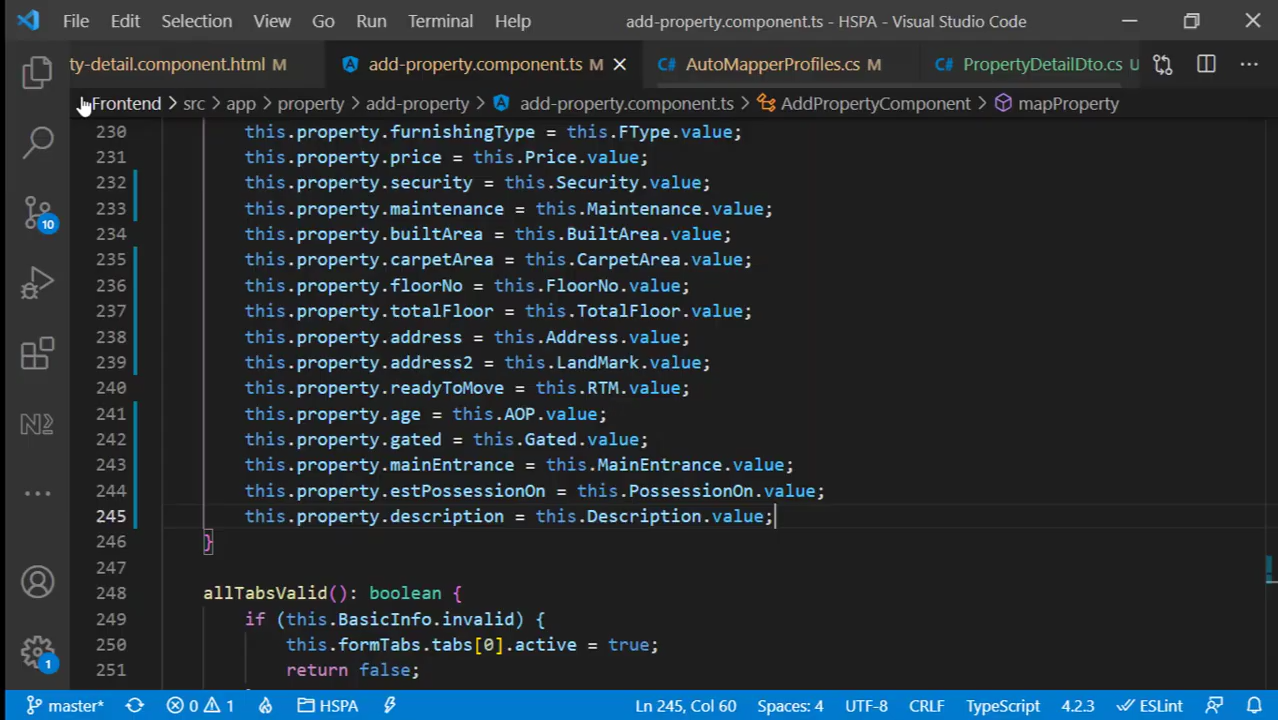 File Edit Selection View Go Run Terminal Help add-property.component.ts - HSPA - Visual Studio Code
ty-detail.component.html M add-property.component.ts M AutoMapperProfiles.cs M PropertyDetailDto.cs U
Frontend > src > app > property > add-property > add-property.component.ts > AddPropertyComponent > mapProperty
230 this.property.furnishingType = this.FType.value;
231 this.property.price = this.Price.value;
232 this.property.security = this.Security.value;
233 this.property.maintenance = this.Maintenance.value;
234 this.property.builtArea = this.BuiltArea.value;
235 this.property.carpetArea = this.CarpetArea.value;
236 this.property.floorNo = this.FloorNo.value;
237 this.property.totalFloor = this.TotalFloor.value;
238 this.property.address = this.Address.value;
239 this.property.address2 = this.LandMark.value;
240 this.property.readyToMove = this.RTM.value;
241 this.property.age = this.AOP.value;
242 this.property.gated = this.Gated.value;
243 this.property.mainEntrance = this.MainEntrance.value;
244 this.property.estPossessionOn = this.PossessionOn.value;
245 this.property.description = this.Description.value;
246 }
247
248 allTabsValid(): boolean {
249 if (this.BasicInfo.invalid) {
250 this.formTabs.tabs[0].active = true;
251 return false;
10
1
master* 0 1 HSPA Ln 245, Col 60 Spaces: 4 UTF-8 CRLF TypeScript 4.2.3 ESLint